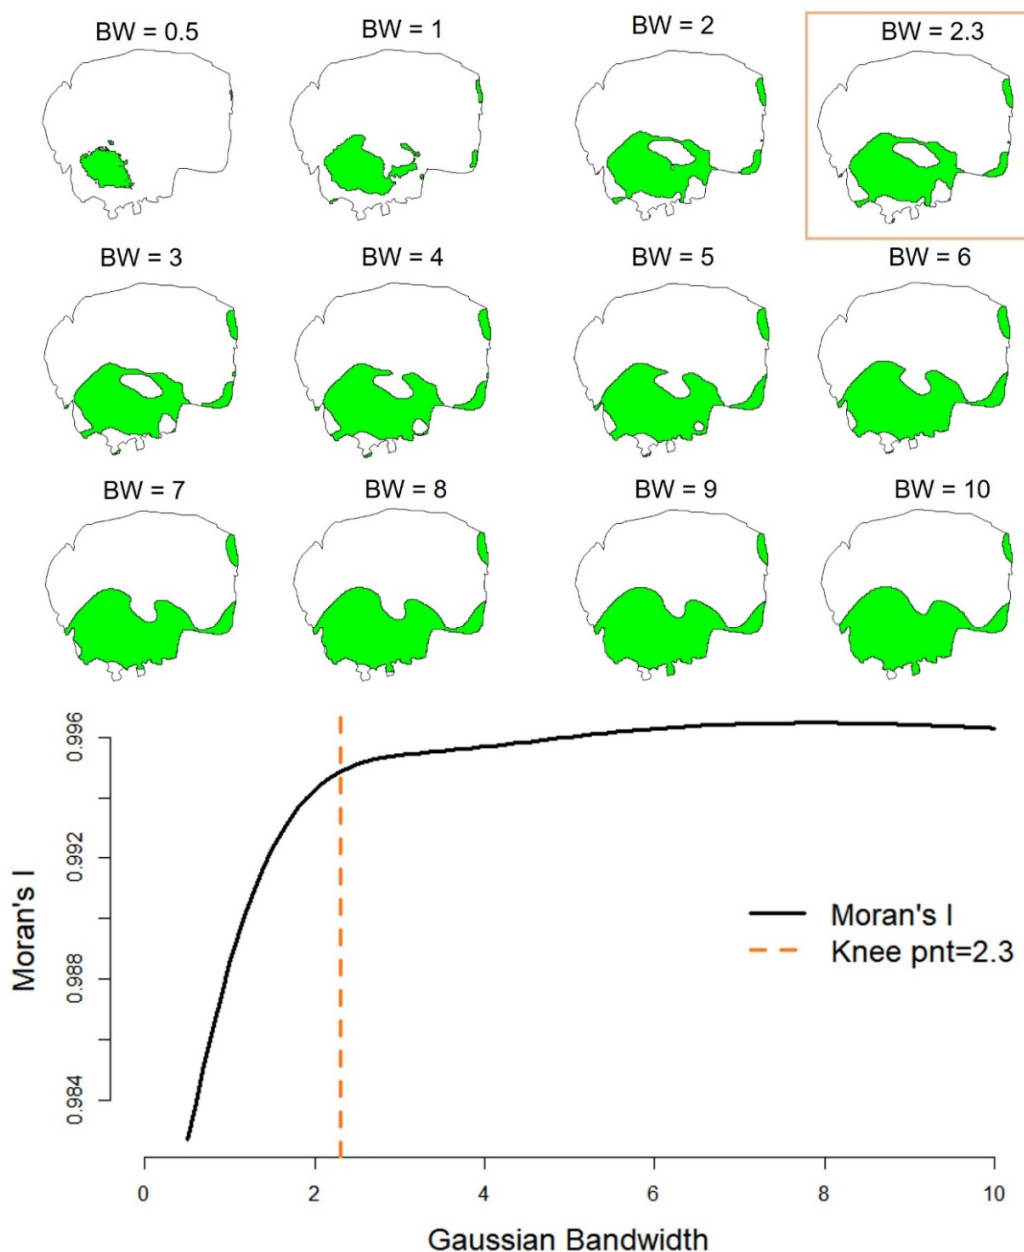 BW = 0.5 BW = 1 BW = 2 BW = 2.3
BW = 3 BW = 4 BW = 5 BW = 6
BW = 7 BW = 8 BW = 9 BW = 10
0.996
0.992
0.988
0.984
Moran's I
Moran's I
Knee pnt=2.3
0 2 4 6 8 10
Gaussian Bandwidth